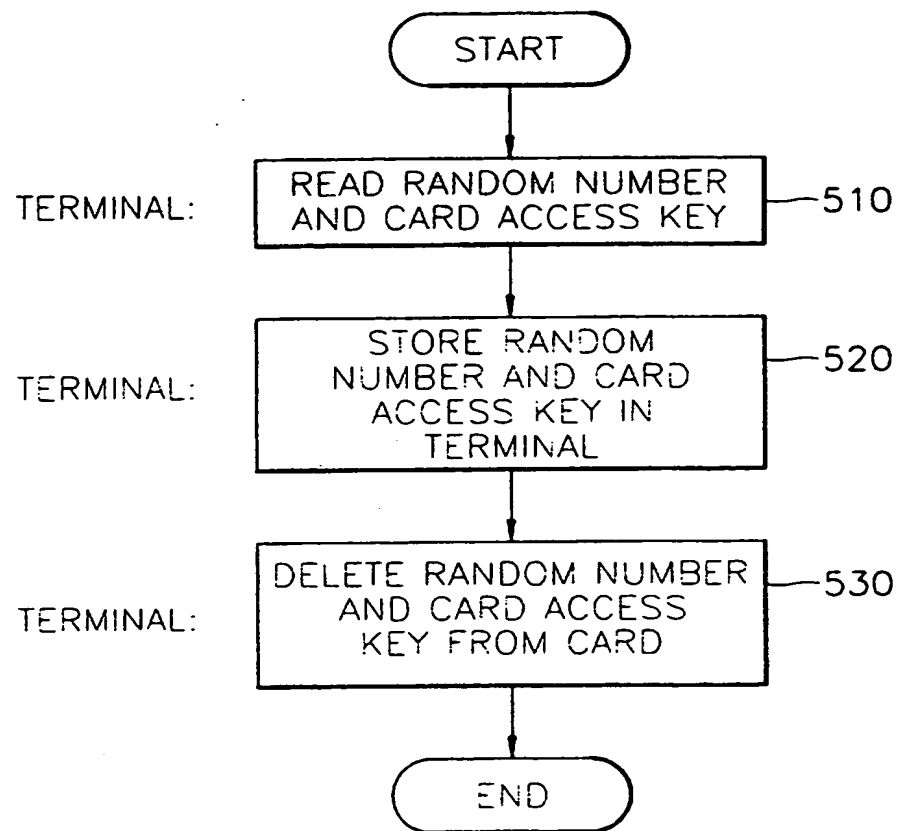 START
TERMINAL:
READ RANDOM NUMBER
AND CARD ACCESS KEY
510
TERMINAL:
STORE RANDOM
NUMBER AND CARD
ACCESS KEY IN
TERMINAL
520
TERMINAL:
DELETE RANDOM NUMBER
AND CARD ACCESS
KEY FROM CARD
530
END